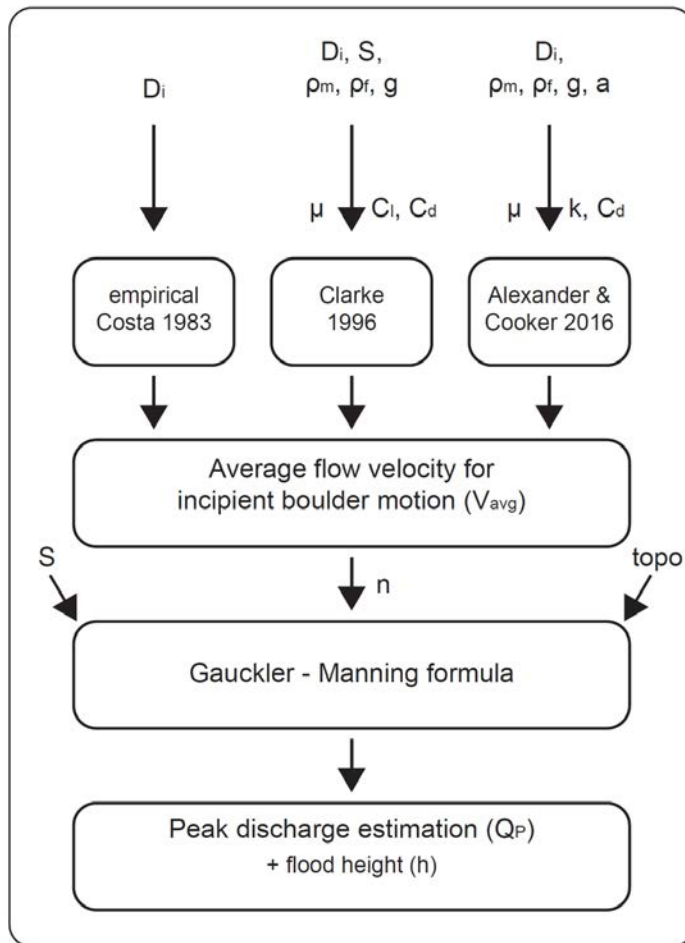 Di
Di, S,
ρm, ρf, g
Di,
ρm, ρf, g, a
μ
Cl, Cd
μ
k, Cd
empirical
Costa 1983
Clarke
1996
Alexander &
Cooker 2016
Average flow velocity for
incipient boulder motion (Vavg)
S
n
topo
Gauckler - Manning formula
Peak discharge estimation (QP)
+ flood height (h)